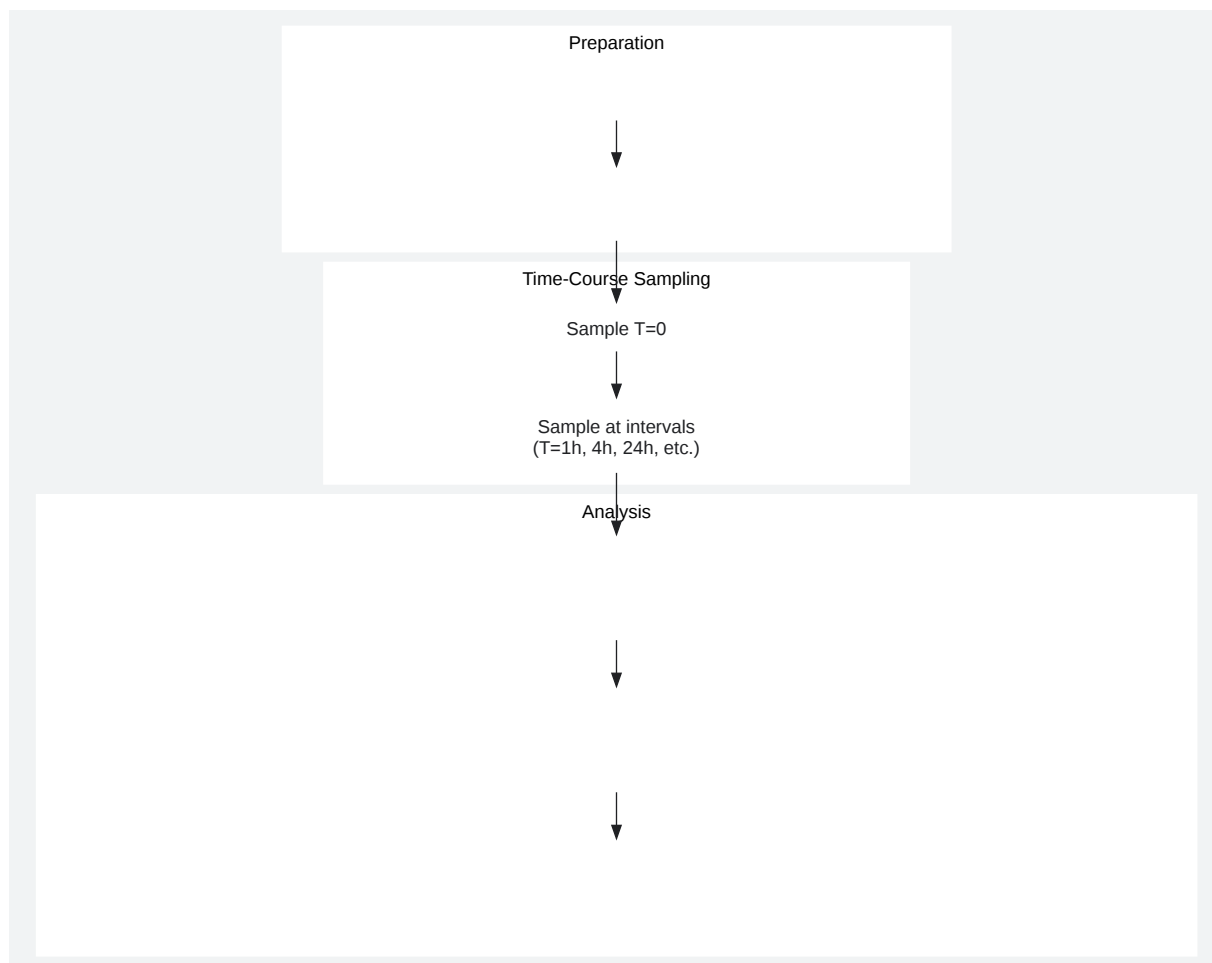 Preparation
Time-Course Sampling
Sample T=0
Sample at intervals
(T=1h, 4h, 24h, etc.)
Analysis